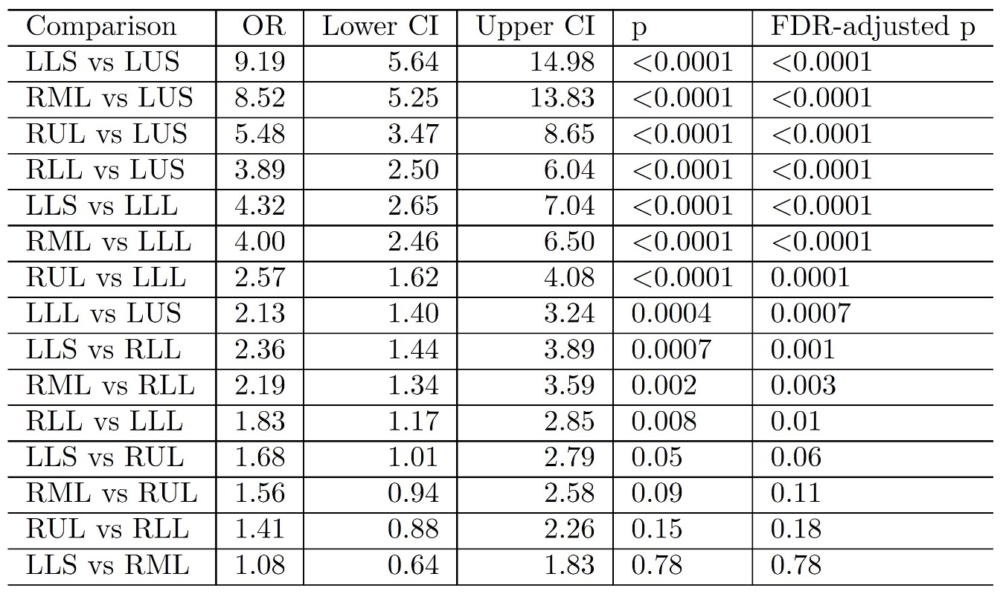 Comparison OR Lower CI Upper CI p FDR-adjusted p
LLS vs LUS 9.19 5.64 14.98 <0.0001 <0.0001
RML vs LUS 8.52 5.25 13.83 <0.0001 <0.0001
RUL vs LUS 5.48 3.47 8.65 <0.0001 <0.0001
RLL vs LUS 3.89 2.50 6.04 <0.0001 <0.0001
LLS vs LLL 4.32 2.65 7.04 <0.0001 <0.0001
RML vs LLL 4.00 2.46 6.50 <0.0001 <0.0001
RUL vs LLL 2.57 1.62 4.08 <0.0001 0.0001
LLL vs LUS 2.13 1.40 3.24 0.0004 0.0007
LLS vs RLL 2.36 1.44 3.89 0.0007 0.001
RML vs RLL 2.19 1.34 3.59 0.002 0.003
RLL vs LLL 1.83 1.17 2.85 0.008 0.01
LLS vs RUL 1.68 1.01 2.79 0.05 0.06
RML vs RUL 1.56 0.94 2.58 0.09 0.11
RUL vs RLL 1.41 0.88 2.26 0.15 0.18
LLS vs RML 1.08 0.64 1.83 0.78 0.78